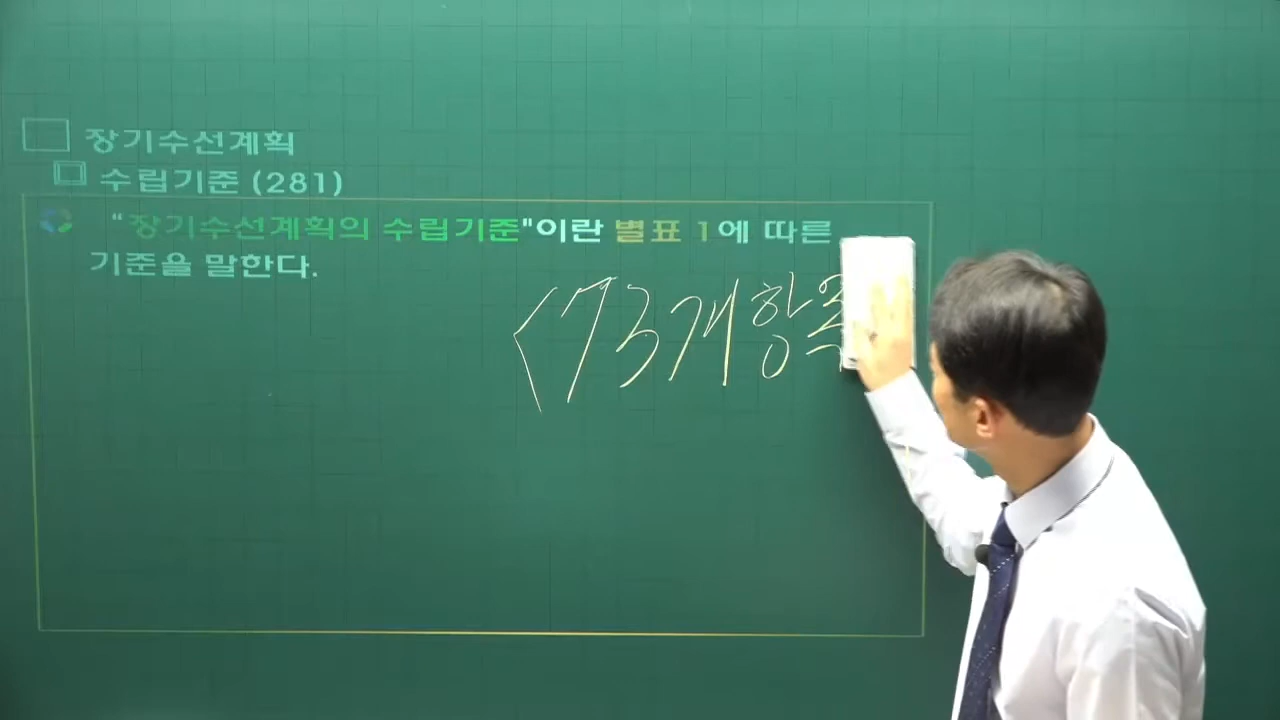 장기수선계획
수립기준 (281)
“장기수선계획의 수립기준"이란 별표 1에 따른
기준을 말한다.
<73개 항목